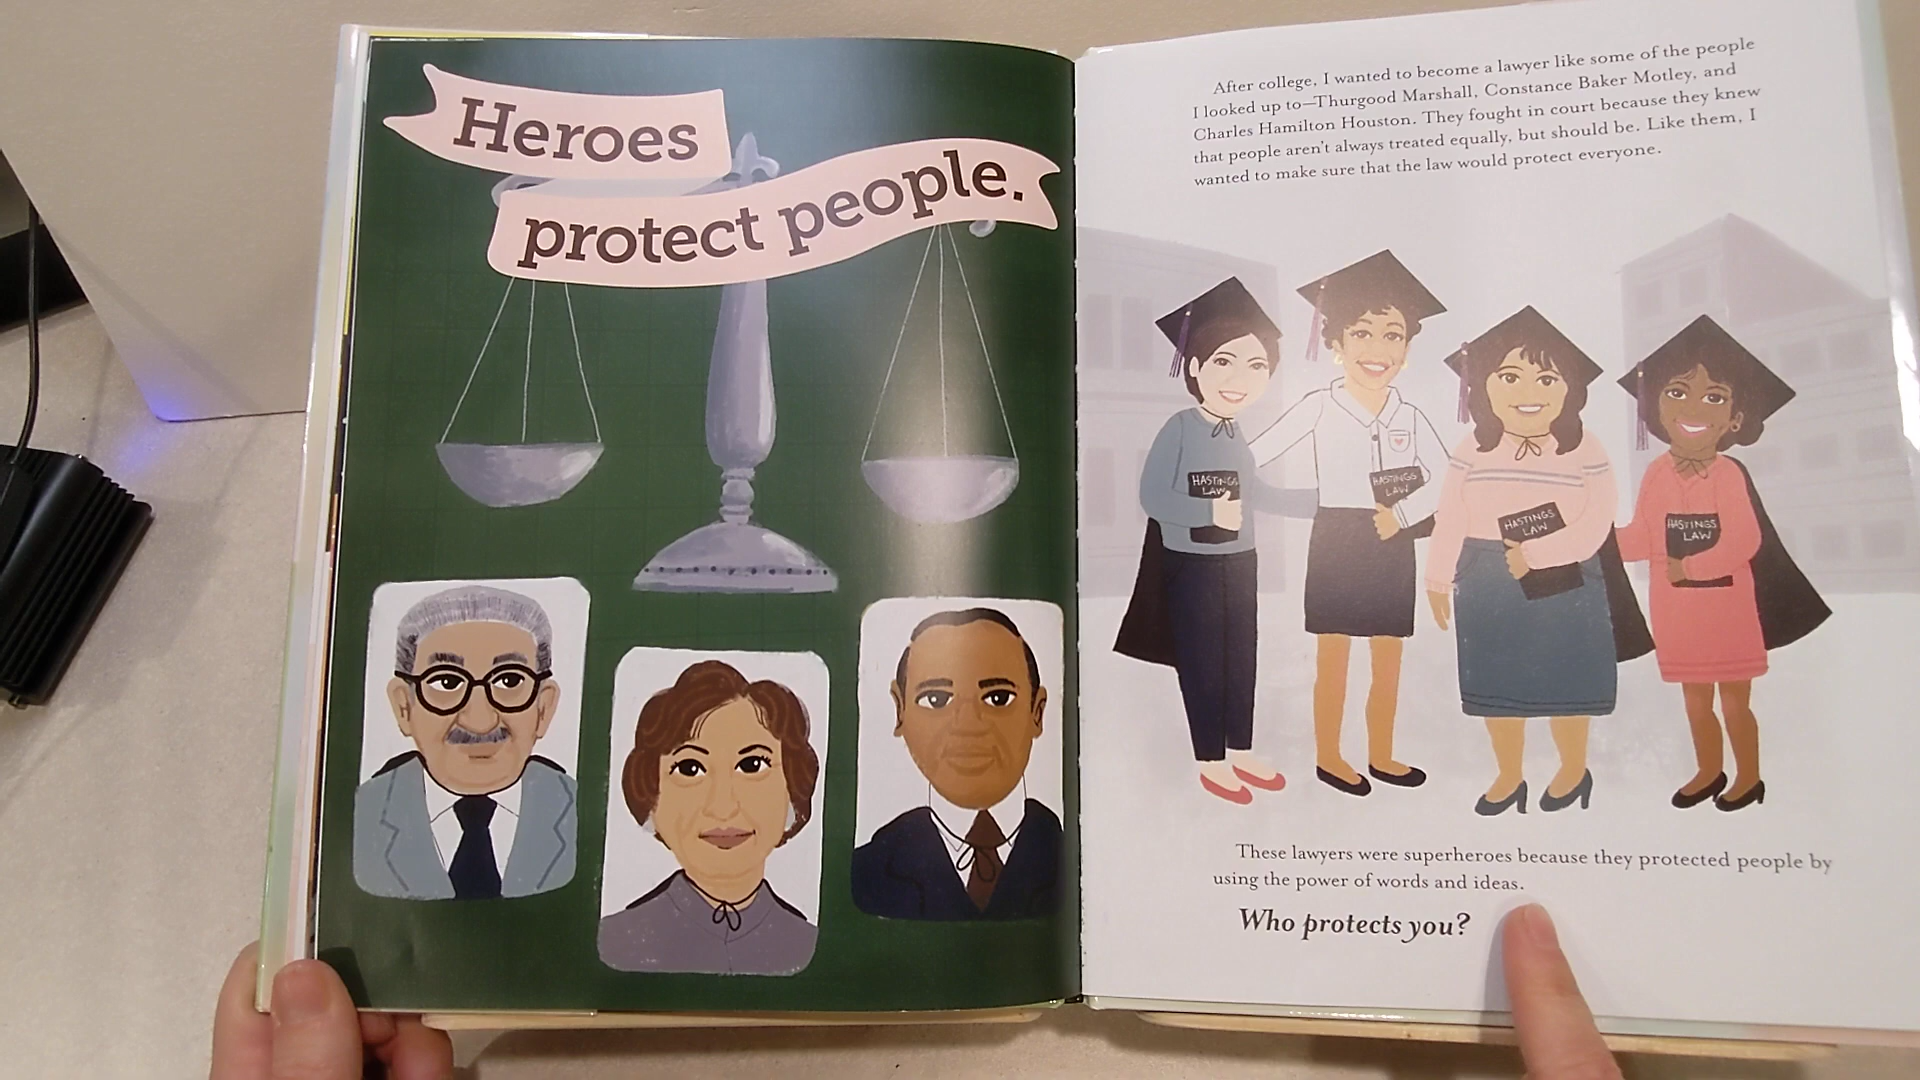 Heroes
protect people.
After college, I wanted to become a lawyer like some of the people
I looked up to—Thurgood Marshall, Constance Baker Motley, and
Charles Hamilton Houston. They fought in court because they knew
that people aren't always treated equally, but should be. Like them, I
wanted to make sure that the law would protect everyone.
HASTINGS
LAW
HASTINGS
LAW
HASTINGS
LAW
HASTINGS
LAW
These lawyers were superheroes because they protected people by
using the power of words and ideas.
Who protects you?